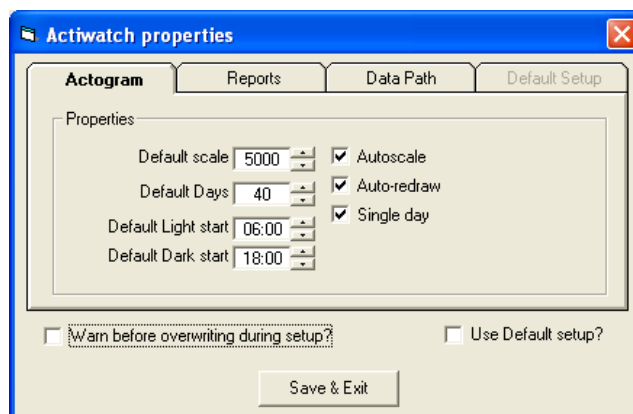 Actiwatch properties
Actogram Reports Data Path Default Setup
Properties
Default scale 5000 Autoscale
Default Days 40 Auto-redraw
Default Light start 06:00 Single day
Default Dark start 18:00
Warn before overwriting during setup? Use Default setup?
Save & Exit